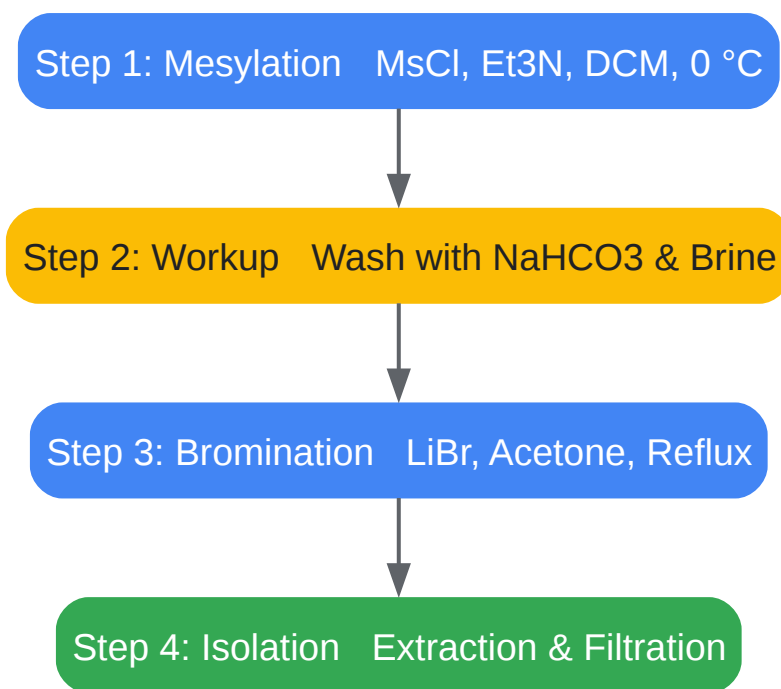 Step 1: Mesylation   MsCl, Et3N, DCM, 0 °C
Step 2: Workup   Wash with NaHCO3 & Brine
Step 3: Bromination   LiBr, Acetone, Reflux
Step 4: Isolation   Extraction & Filtration